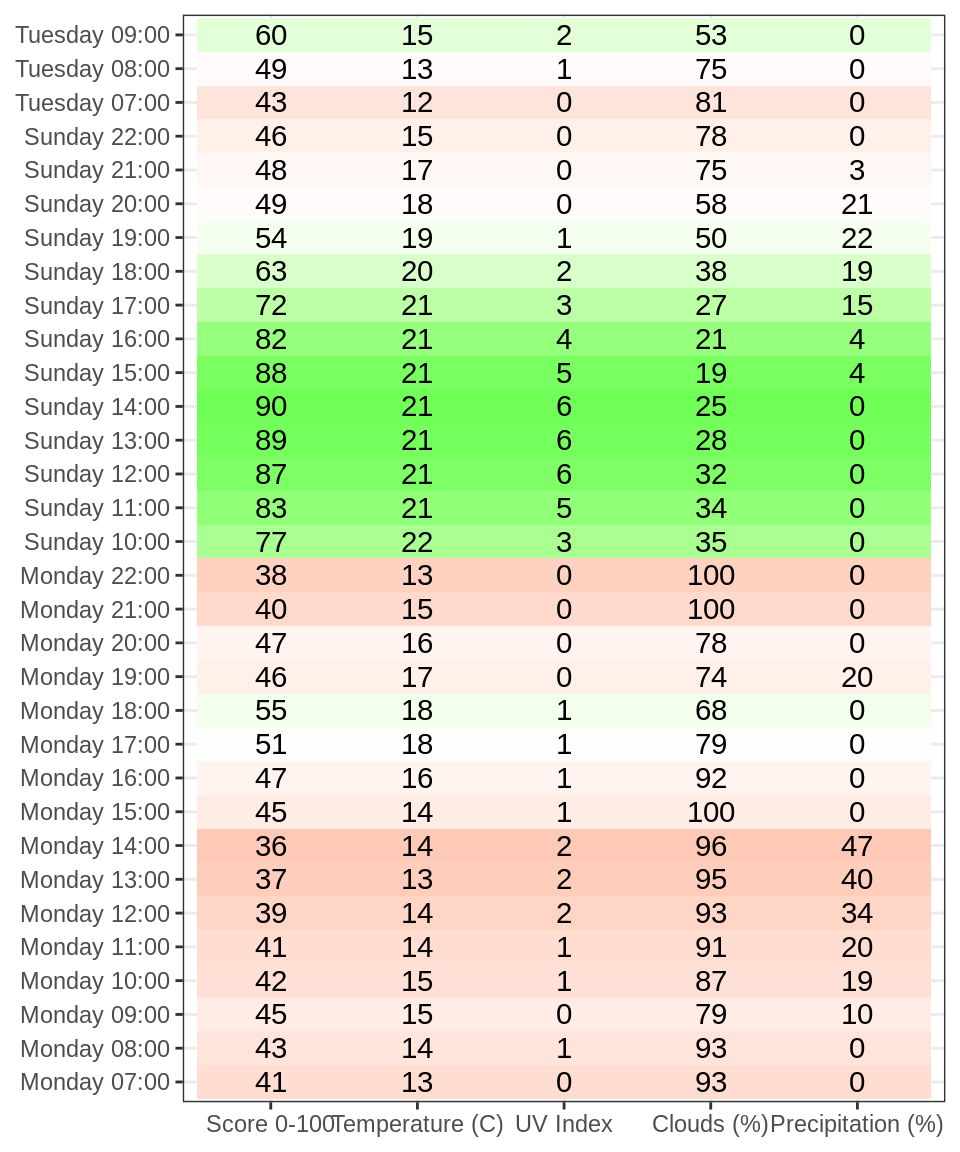 Tuesday 09:00 60 15 2 53 0
Tuesday 08:00 49 13 1 75 0
Tuesday 07:00 43 12 0 81 0
Sunday 22:00 46 15 0 78 0
Sunday 21:00 48 17 0 75 3
Sunday 20:00 49 18 0 58 21
Sunday 19:00 54 19 1 50 22
Sunday 18:00 63 20 2 38 19
Sunday 17:00 72 21 3 27 15
Sunday 16:00 82 21 4 21 4
Sunday 15:00 88 21 5 19 4
Sunday 14:00 90 21 6 25 0
Sunday 13:00 89 21 6 28 0
Sunday 12:00 87 21 6 32 0
Sunday 11:00 83 21 5 34 0
Sunday 10:00 77 22 3 35 0
Monday 22:00 38 13 0 100 0
Monday 21:00 40 15 0 100 0
Monday 20:00 47 16 0 78 0
Monday 19:00 46 17 0 74 20
Monday 18:00 55 18 1 68 0
Monday 17:00 51 18 1 79 0
Monday 16:00 47 16 1 92 0
Monday 15:00 45 14 1 100 0
Monday 14:00 36 14 2 96 47
Monday 13:00 37 13 2 95 40
Monday 12:00 39 14 2 93 34
Monday 11:00 41 14 1 91 20
Monday 10:00 42 15 1 87 19
Monday 09:00 45 15 0 79 10
Monday 08:00 43 14 1 93 0
Monday 07:00 41 13 0 93 0
Score 0-100 Temperature (C) UV Index Clouds (%) Precipitation (%)